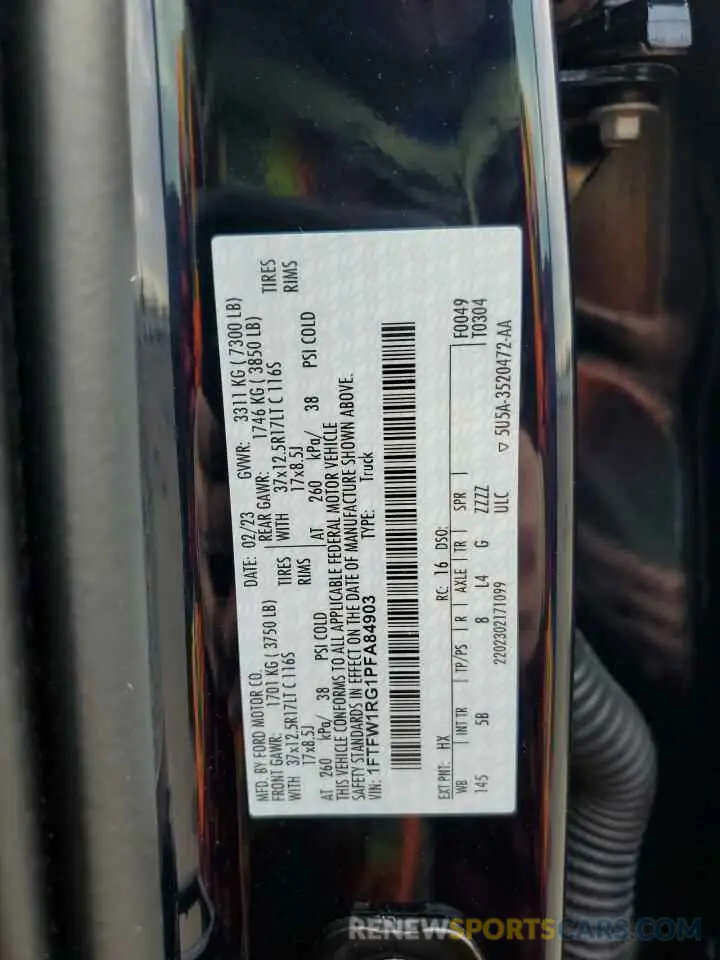 MFD. BY FORD MOTOR CO.
DATE: 02/23 GVWR: 3311 KG ( 7300 LB)
FRONT GAWR: 1701 KG ( 3750 LB) REAR GAWR: 1746 KG ( 3850 LB)
WITH 37x12.5R17LT C 116S TIRES WITH 37x12.5R17LT C 116S TIRES
17x8.5J RIMS 17x8.5J RIMS
AT 260 kPa/ 38 PSI COLD AT 260 kPa/ 38 PSI COLD
THIS VEHICLE CONFORMS TO ALL APPLICABLE FEDERAL MOTOR VEHICLE
SAFETY STANDARDS IN EFFECT ON THE DATE OF MANUFACTURE SHOWN ABOVE.
VIN: 1FTFW1RG1PFA84903 TYPE: Truck
EXT PNT: HX RC: 16 DSO: F0049
WB INT TR TP/PS R AXLE TR SPR T0304
145 5B 8 L4 G ZZZZ
2202302171099 ULC ▽ 5U5A-3520472-AA
RENEWSPORTSCARS.COM